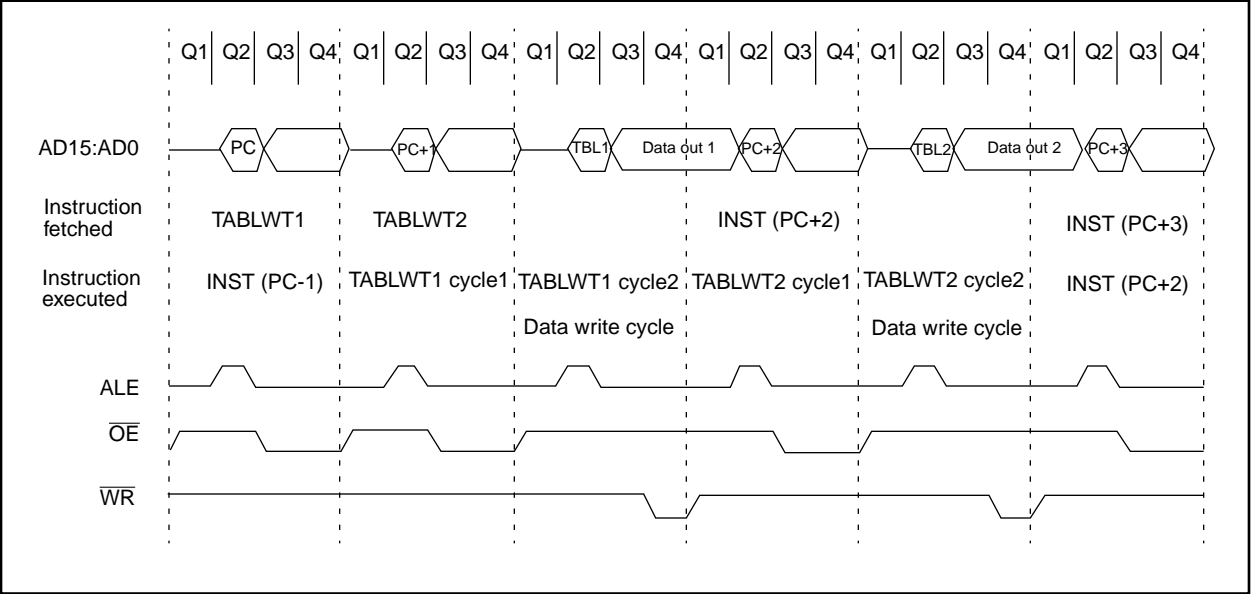 Q1 Q2 Q3 Q4 Q1 Q2 Q3 Q4 Q1 Q2 Q3 Q4 Q1 Q2 Q3 Q4 Q1 Q2 Q3 Q4 Q1 Q2 Q3 Q4
AD15:AD0 PC PC+1 TBL1 Data out 1 PC+2 TBL2 Data out 2 PC+3
Instruction
fetched TABLWT1 TABLWT2 INST (PC+2) INST (PC+3)
Instruction
executed INST (PC-1) TABLWT1 cycle1 TABLWT1 cycle2 TABLWT2 cycle1 TABLWT2 cycle2 INST (PC+2)
Data write cycle Data write cycle
ALE
OE
WR